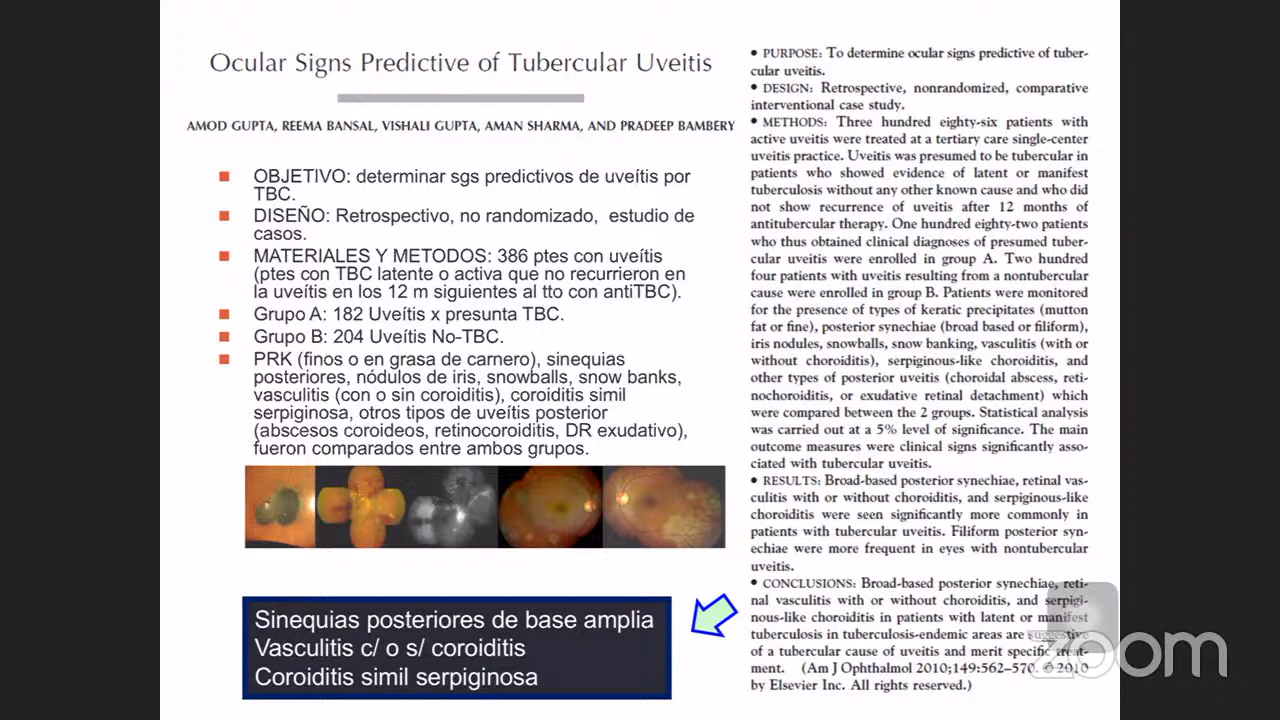 Ocular Signs Predictive of Tubercular Uveitis
AMOD GUPTA, REEMA BANSAL, VISHALI GUPTA, AMAN SHARMA, AND PRADEEP BAMBERY
OBJETIVO: determinar sgs predictivos de uveítis por
TBC.
DISEÑO: Retrospectivo, no randomizado, estudio de
casos.
MATERIALES Y METODOS: 386 ptes con uveítis
(ptes con TBC latente o activa que no recurrieron en
la uveítis en los 12 m siguientes al tto con antiTBC).
Grupo A: 182 Uveítis x presunta TBC.
Grupo B: 204 Uveítis No-TBC.
PRK (finos o en grasa de carnero), sinequias
posteriores, nódulos de iris, snowballs, snow banks,
vasculitis (con o sin coroiditis), coroiditis simil
serpiginosa, otros tipos de uveítis posterior
(abscesos coroideos, retinocoroiditis, DR exudativo),
fueron comparados entre ambos grupos.
Sinequias posteriores de base amplia
Vasculitis c/ o s/ coroiditis
Coroiditis simil serpiginosa
• PURPOSE: To determine ocular signs predictive of tuber-
cular uveitis.
• DESIGN: Retrospective, nonrandomized, comparative
interventional case study.
• METHODS: Three hundred eighty-six patients with
active uveitis were treated at a tertiary care single-center
uveitis practice. Uveitis was presumed to be tubercular in
patients who showed evidence of latent or manifest
tuberculosis without any other known cause and who did
not show recurrence of uveitis after 12 months of
antitubercular therapy. One hundred eighty-two patients
who thus obtained clinical diagnoses of presumed tuber-
cular uveitis were enrolled in group A. Two hundred
four patients with uveitis resulting from a nontubercular
cause were enrolled in group B. Patients were monitored
for the presence of types of keratic precipitates (mutton
fat or fine), posterior synechiae (broad based or filiform),
iris nodules, snowballs, snow banking, vasculitis (with or
without choroiditis), serpiginous-like choroiditis, and
other types of posterior uveitis (choroidal abscess, reti-
nochoroiditis, or exudative retinal detachment) which
were compared between the 2 groups. Statistical analysis
was carried out at a 5% level of significance. The main
outcome measures were clinical signs significantly asso-
ciated with tubercular uveitis.
• RESULTS: Broad-based posterior synechiae, retinal vas-
culitis with or without choroiditis, and serpiginous-like
choroiditis were seen significantly more commonly in
patients with tubercular uveitis. Filiform posterior syn-
echiae were more frequent in eyes with nontubercular
uveitis.
• CONCLUSIONS: Broad-based posterior synechiae, reti-
nal vasculitis with or without choroiditis, and serpigi-
nous-like choroiditis in patients with latent or manifest
tuberculosis in tuberculosis-endemic areas are
of a tubercular cause of uveitis and merit specific treat-
ment. (Am J Ophthalmol 2010;149:562–570. © 2010
by Elsevier Inc. All rights reserved.)
zoom